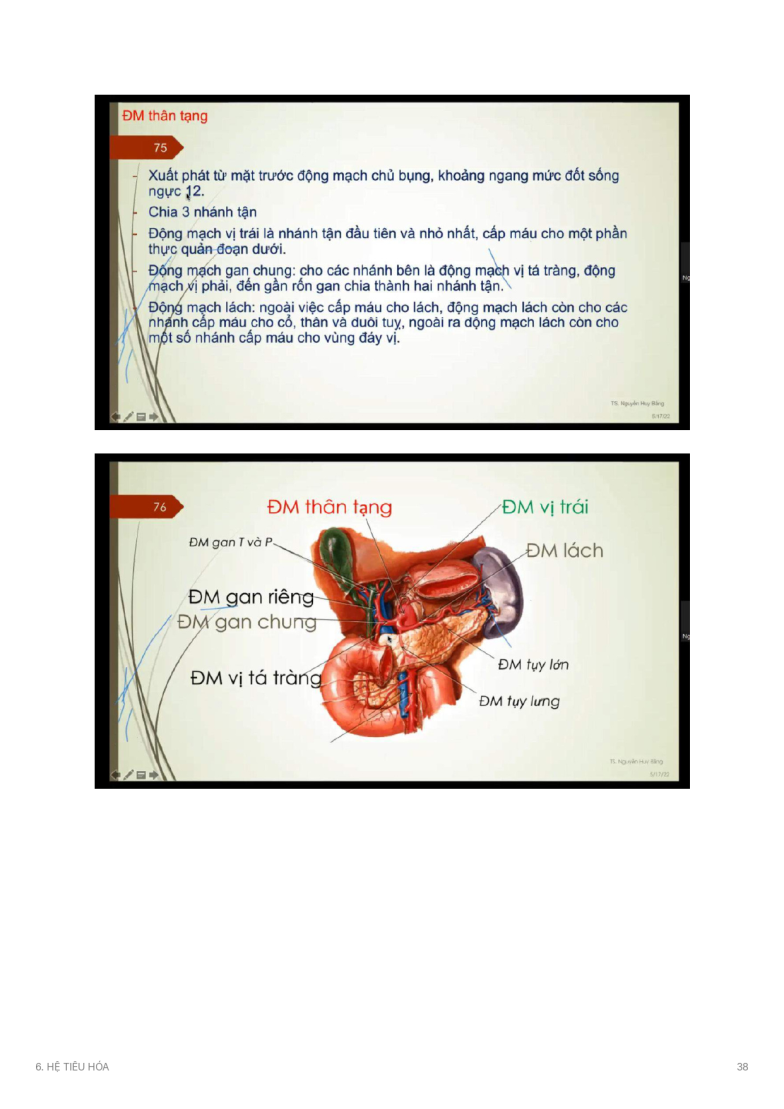 ĐM thân tạng
75
- Xuất phát từ mặt trước động mạch chủ bụng, khoảng ngang mức đốt sống
ngực 12.
- Chia 3 nhánh tận
- Động mạch vị trái là nhánh tận đầu tiên và nhỏ nhất, cấp máu cho một phần
thực quản đoạn dưới.
- Động mạch gan chung: cho các nhánh bên là động mạch vị tá tràng, động
mạch vị phải, đến gần rốn gan chia thành hai nhánh tận.
- Động mạch lách: ngoài việc cấp máu cho lách, động mạch lách còn cho các
nhánh cấp máu cho cổ, thân và đuôi tuỵ, ngoài ra động mạch lách còn cho
một số nhánh cấp máu cho vùng đáy vị.
Ng
TS. Nguyễn Huy Bằng
5/17/22
76
ĐM thân tạng
ĐM vị trái
ĐM gan T và P
ĐM lách
ĐM gan riêng
ĐM gan chung
Ng
ĐM tụy lớn
ĐM vị tá tràng
ĐM tụy lưng
TS. Nguyễn Huy Bằng
5/17/22
6. HỆ TIÊU HÓA
38